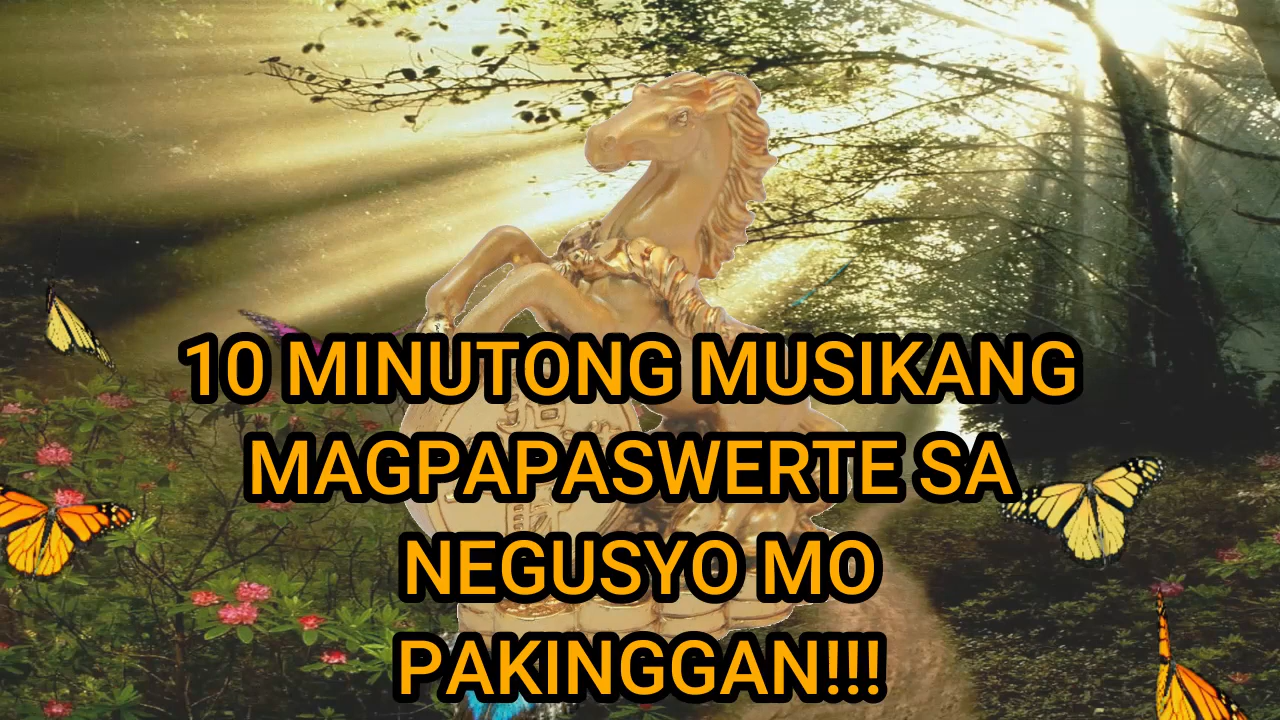 10 MINUTONG MUSIKANG
MAGPAPASWERTE SA
NEGUSYO MO
PAKINGGAN!!!